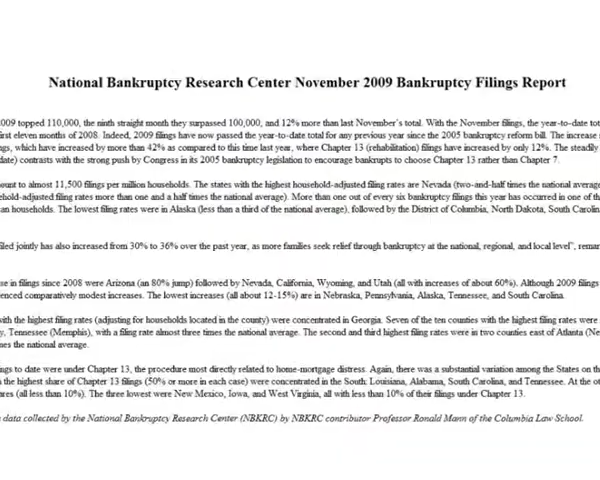 National Bankruptcy Research Center November 2009 Bankruptcy Filings Report
009 topped 110,000, the ninth straight month they surpassed 100,000, and 12% more than last November's total. With the November filings, the year-to-date tot
irst eleven months of 2008. Indeed, 2009 filings have now passed the year-to-date total for any previous year since the 2005 bankruptcy reform bill. The increase
ngs, which have increased by more than 42% as compared to this time last year, where Chapter 13 (rehabilitation) filings have increased by only 12%. The steadily
date) contrasts with the strong push by Congress in its 2005 bankruptcy legislation to encourage bankrupts to choose Chapter 13 rather than Chapter 7.
ount to almost 11,500 filings per million households. The states with the highest household-adjusted filing rates are Nevada (two-and-half times the national average
ehold-adjusted filing rates more than one and a half times the national average). More than one out of every six bankruptcy filings this year has occurred in one of the
an households. The lowest filing rates were in Alaska (less than a third of the national average), followed by the District of Columbia, North Dakota, South Carolin
iled jointly has also increased from 30% to 36% over the past year, as more families seek relief through bankruptcy at the national, regional, and local level", remar
se in filings since 2008 were Arizona (an 80% jump) followed by Nevada, California, Wyoming, and Utah (all with increases of about 60%). Although 2009 filings
enced comparatively modest increases. The lowest increases (all about 12-15%) are in Nebraska, Pennsylvania, Alaska, Tennessee, and South Carolina.
with the highest filing rates (adjusting for households located in the county) were concentrated in Georgia. Seven of the ten counties with the highest filing rates were
y, Tennessee (Memphis), with a filing rate almost three times the national average. The second and third highest filing rates were in two counties east of Atlanta (Ne
mes the national average.
ngs to date were under Chapter 13, the procedure most directly related to home-mortgage distress. Again, there was a substantial variation among the States on th
h the highest share of Chapter 13 filings (50% or more in each case) were concentrated in the South: Louisiana, Alabama, South Carolina, and Tennessee. At the ot
ares (all less than 10%). The three lowest were New Mexico, Iowa, and West Virginia, all with less than 10% of their filings under Chapter 13.
data collected by the National Bankruptcy Research Center (NBKRC) by NBKRC contributor Professor Ronald Mann of the Columbia Law School.